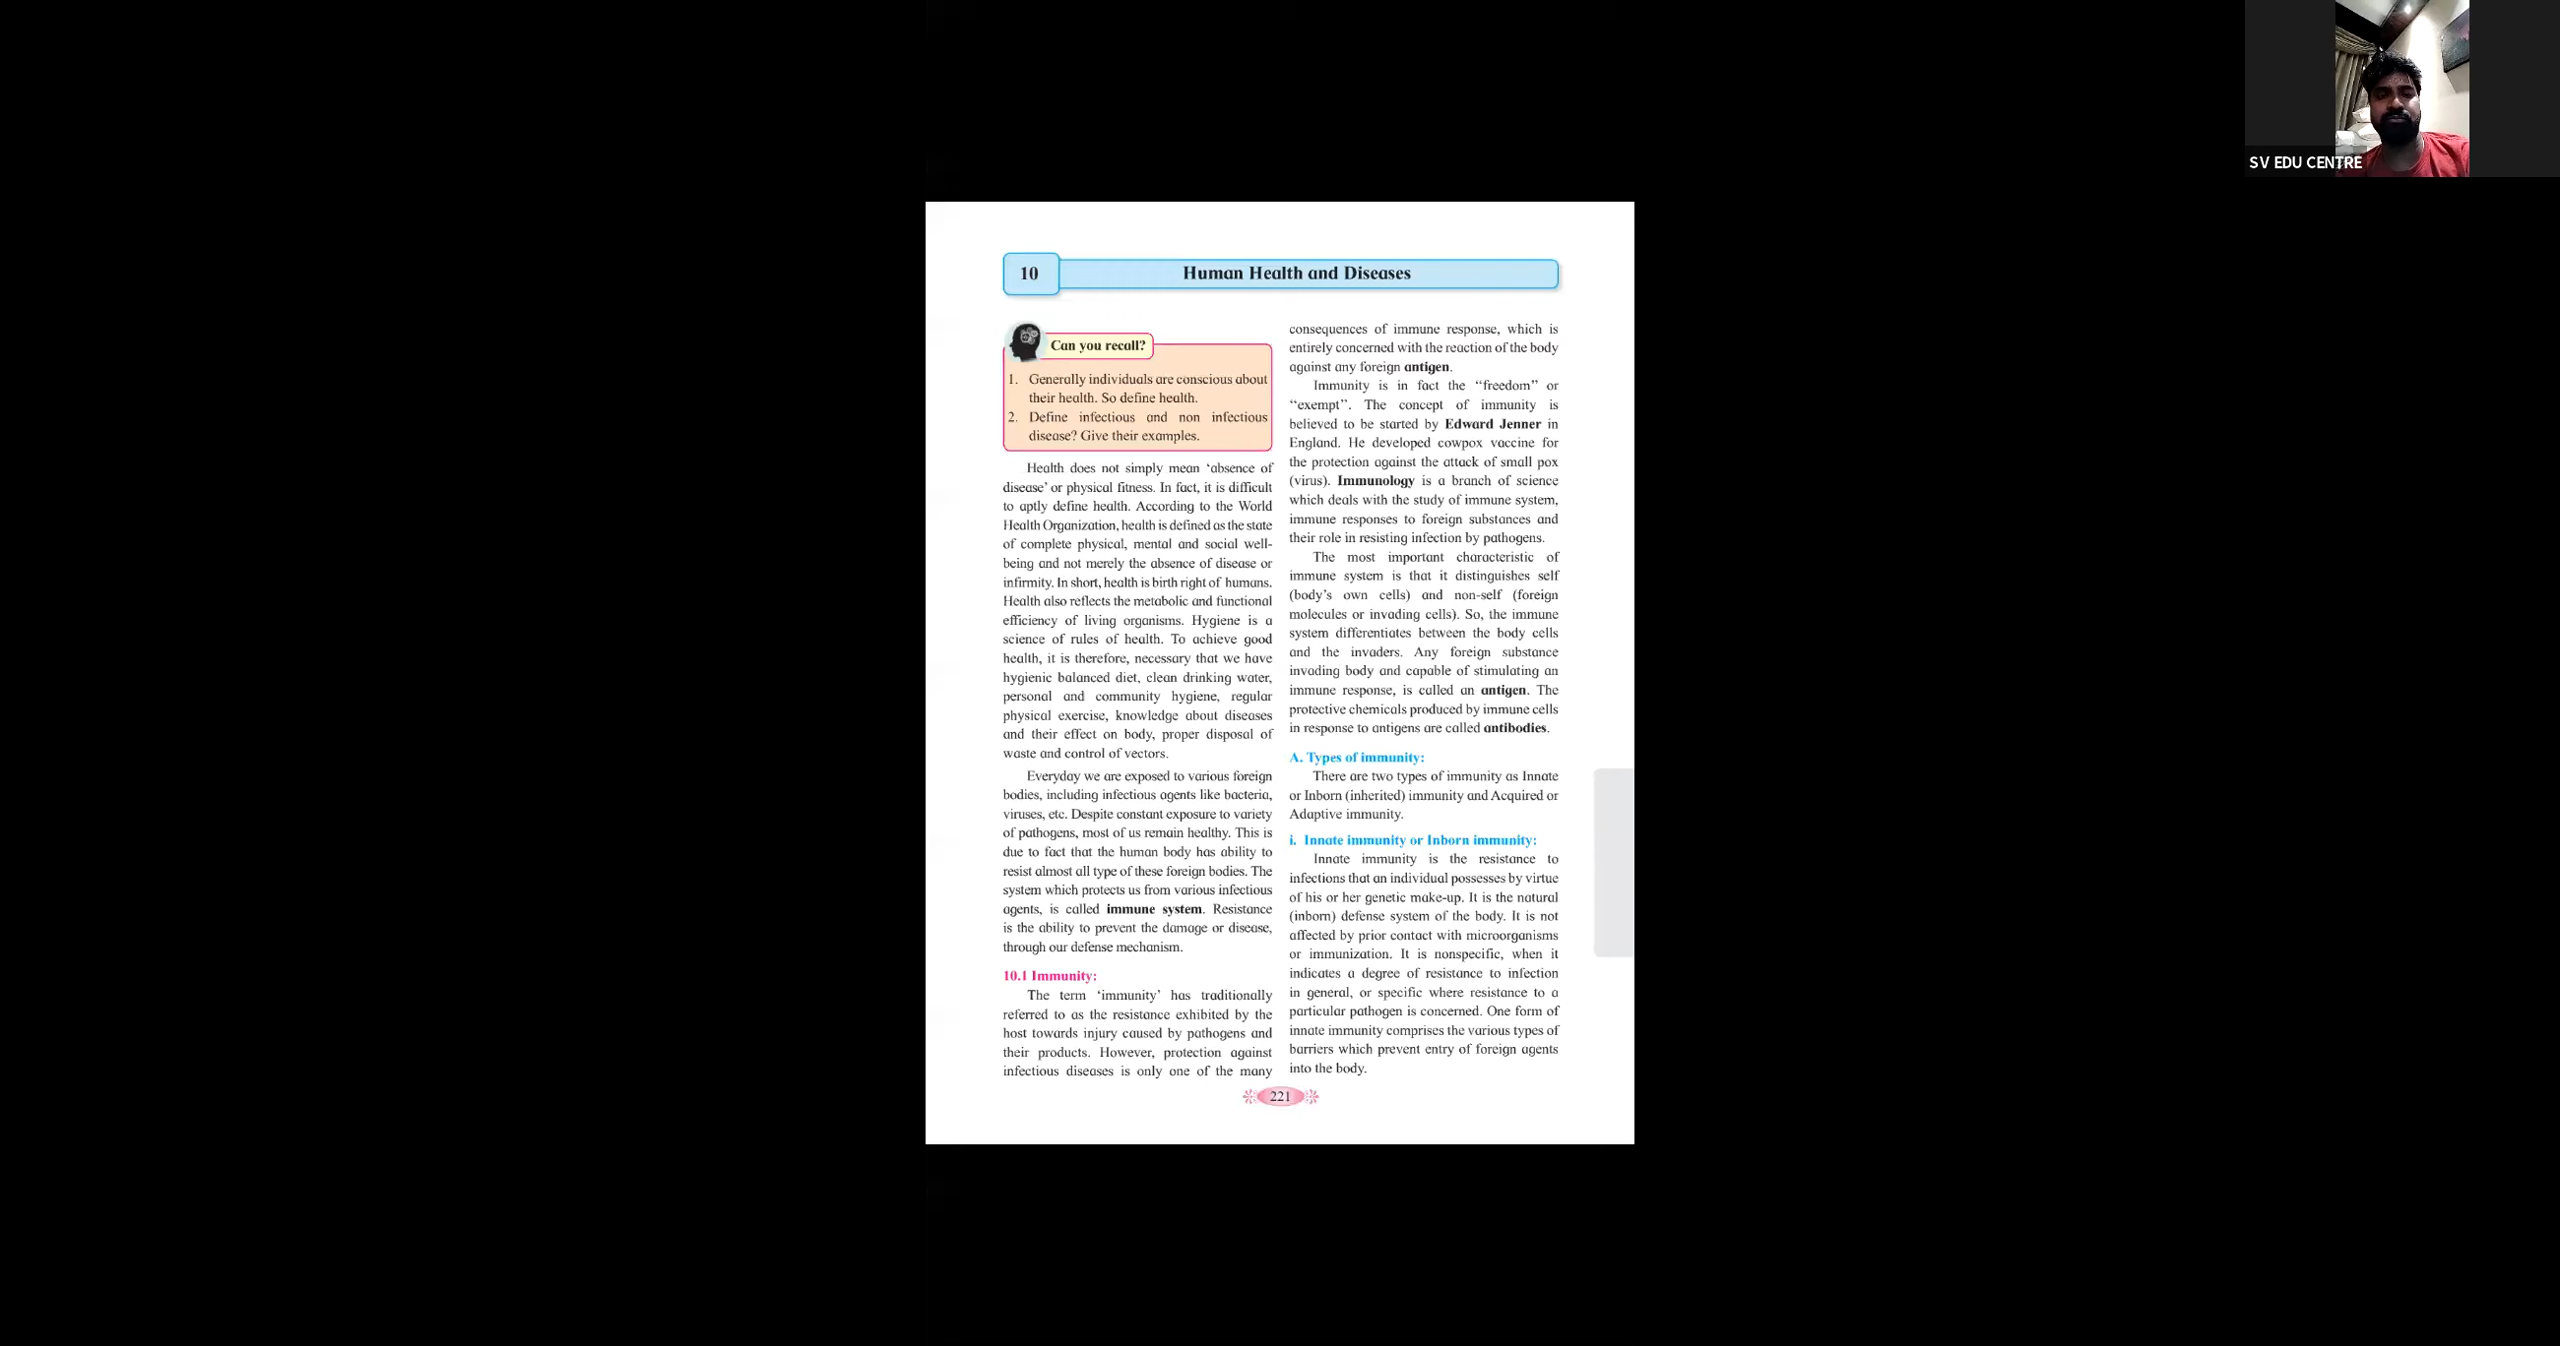 SV EDU CENTRE
10
Human Health and Diseases
Can you recall?
1. Generally individuals are conscious about
their health. So define health.
2. Define infectious and non infectious
disease? Give their examples.
Health does not simply mean ‘absence of
disease’ or physical fitness. In fact, it is difficult
to aptly define health. According to the World
Health Organization, health is defined as the state
of complete physical, mental and social well-
being and not merely the absence of disease or
infirmity. In short, health is birth right of humans.
Health also reflects the metabolic and functional
efficiency of living organisms. Hygiene is a
science of rules of health. To achieve good
health, it is therefore, necessary that we have
hygienic balanced diet, clean drinking water,
personal and community hygiene, regular
physical exercise, knowledge about diseases
and their effect on body, proper disposal of
waste and control of vectors.
Everyday we are exposed to various foreign
bodies, including infectious agents like bacteria,
viruses, etc. Despite constant exposure to variety
of pathogens, most of us remain healthy. This is
due to fact that the human body has ability to
resist almost all type of these foreign bodies. The
system which protects us from various infectious
agents, is called immune system. Resistance
is the ability to prevent the damage or disease,
through our defense mechanism.
10.1 Immunity:
The term ‘immunity’ has traditionally
referred to as the resistance exhibited by the
host towards injury caused by pathogens and
their products. However, protection against
infectious diseases is only one of the many
consequences of immune response, which is
entirely concerned with the reaction of the body
against any foreign antigen.
Immunity is in fact the ‘‘freedom’’ or
‘‘exempt’’. The concept of immunity is
believed to be started by Edward Jenner in
England. He developed cowpox vaccine for
the protection against the attack of small pox
(virus). Immunology is a branch of science
which deals with the study of immune system,
immune responses to foreign substances and
their role in resisting infection by pathogens.
The most important characteristic of
immune system is that it distinguishes self
(body’s own cells) and non-self (foreign
molecules or invading cells). So, the immune
system differentiates between the body cells
and the invaders. Any foreign substance
invading body and capable of stimulating an
immune response, is called an antigen. The
protective chemicals produced by immune cells
in response to antigens are called antibodies.
A. Types of immunity:
There are two types of immunity as Innate
or Inborn (inherited) immunity and Acquired or
Adaptive immunity.
i. Innate immunity or Inborn immunity:
Innate immunity is the resistance to
infections that an individual possesses by virtue
of his or her genetic make-up. It is the natural
(inborn) defense system of the body. It is not
affected by prior contact with microorganisms
or immunization. It is nonspecific, when it
indicates a degree of resistance to infection
in general, or specific where resistance to a
particular pathogen is concerned. One form of
innate immunity comprises the various types of
barriers which prevent entry of foreign agents
into the body.
221